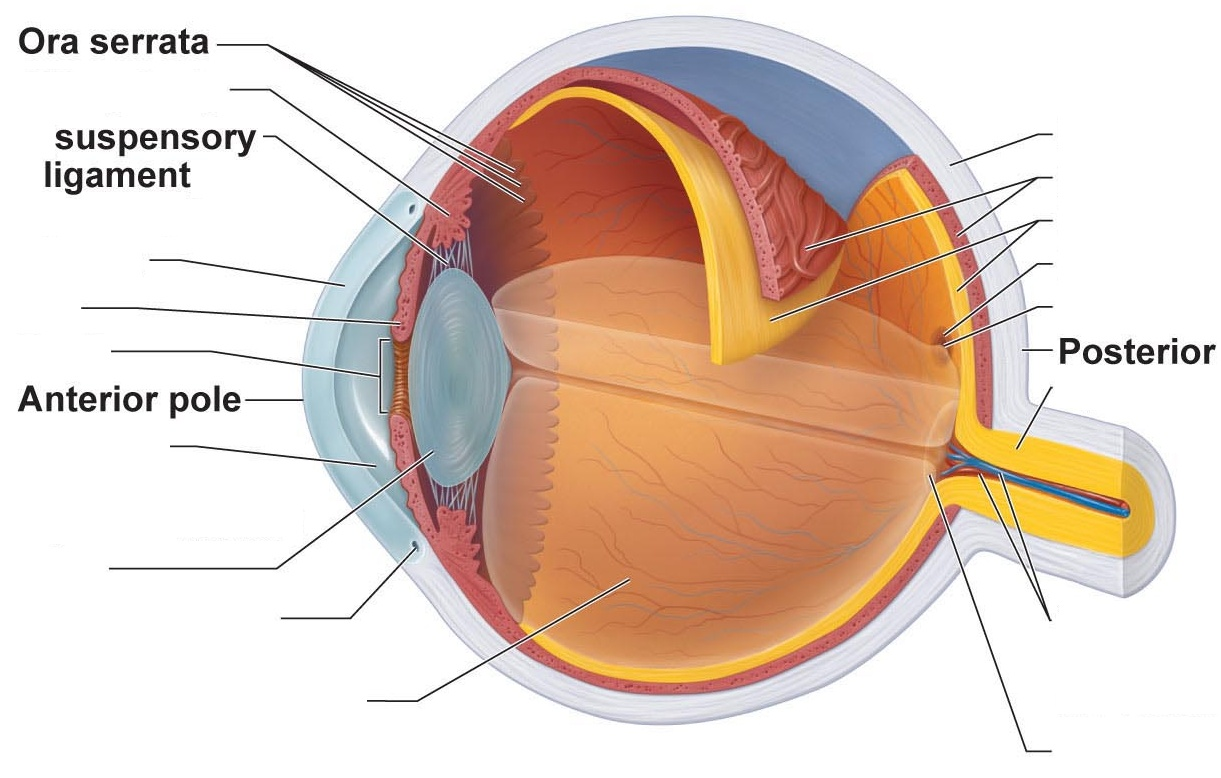 Ora serrata
suspensory
ligament
Posterior
Anterior pole